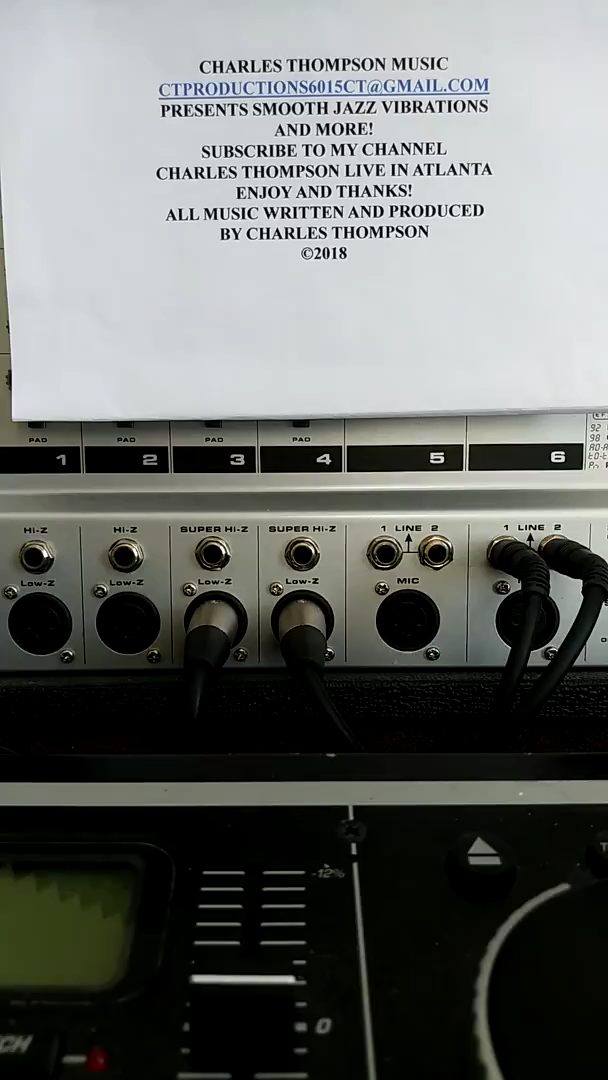 CHARLES THOMPSON MUSIC
CTPRODUCTIONS6015CT@GMAIL.COM
PRESENTS SMOOTH JAZZ VIBRATIONS
AND MORE!
SUBSCRIBE TO MY CHANNEL
CHARLES THOMPSON LIVE IN ATLANTA
ENJOY AND THANKS!
ALL MUSIC WRITTEN AND PRODUCED
BY CHARLES THOMPSON
©2018
PAD PAD PAD PAD
1 2 3 4 5 6
92
98
HI-Z HI-Z SUPER HI-Z SUPER HI-Z 1 LINE 2 1 LINE 2
LOW-Z LOW-Z LOW-Z LOW-Z MIC
-12%
0